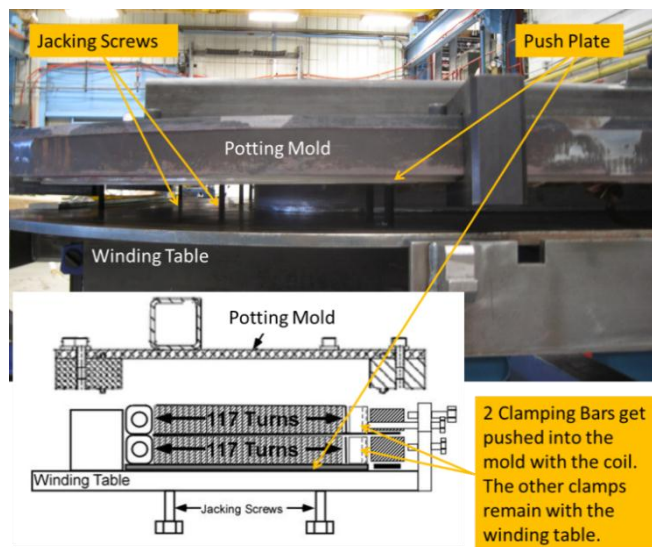 Jacking Screws
Push Plate
Potting Mold
Winding Table
Potting Mold
117 Turns
117 Turns
Winding Table
Jacking Screws
2 Clamping Bars get
pushed into the
mold with the coil.
The other clamps
remain with the
winding table.